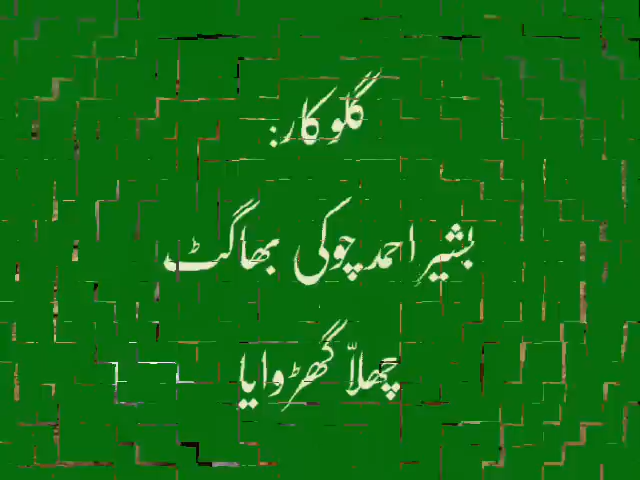 گلوکار:
بشیر احمد چوکی بھاگٹ
چھلاّ گھڑوایا